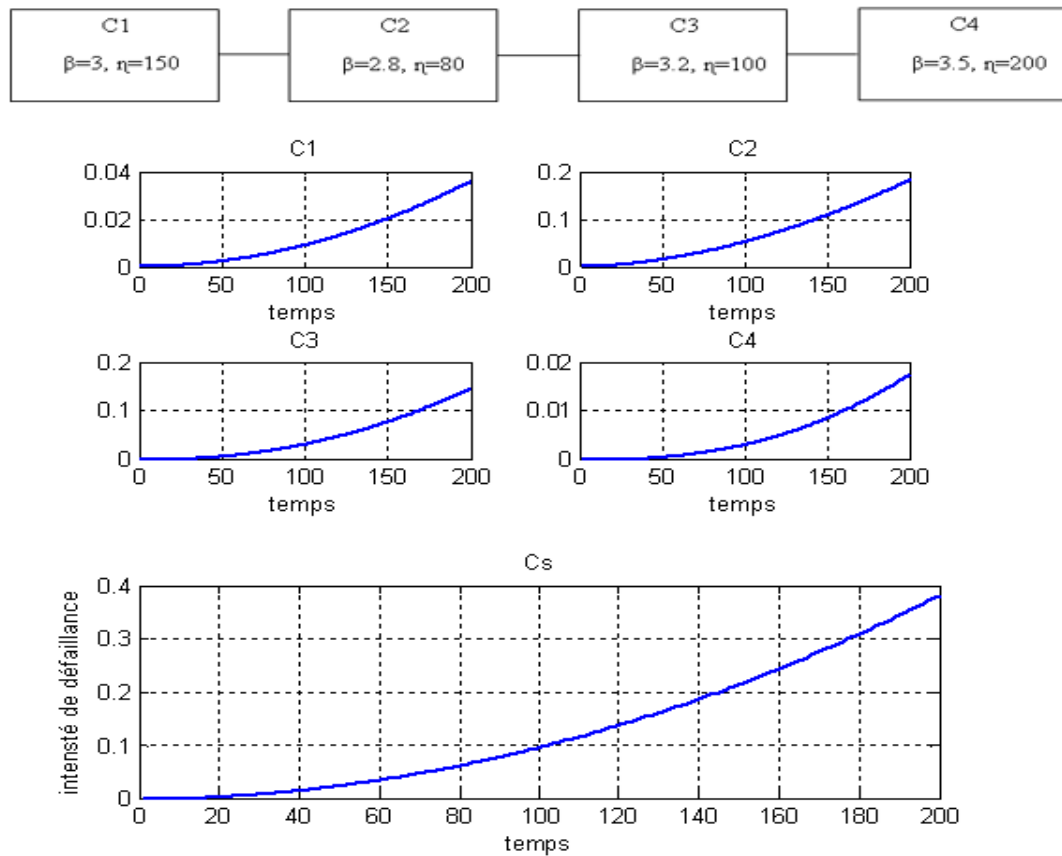 C1 C2 C3 C4
β=3, η=150 β=2.8, η=80 β=3.2, η=100 β=3.5, η=200
C1
0.04
0.02
0
0 50 100 150 200
temps
C2
0.2
0.1
0
0 50 100 150 200
temps
C3
0.2
0.1
0
0 50 100 150 200
temps
C4
0.02
0.01
0
0 50 100 150 200
temps
Cs
intensté de défaillance
0.4
0.3
0.2
0.1
0
0 20 40 60 80 100 120 140 160 180 200
temps